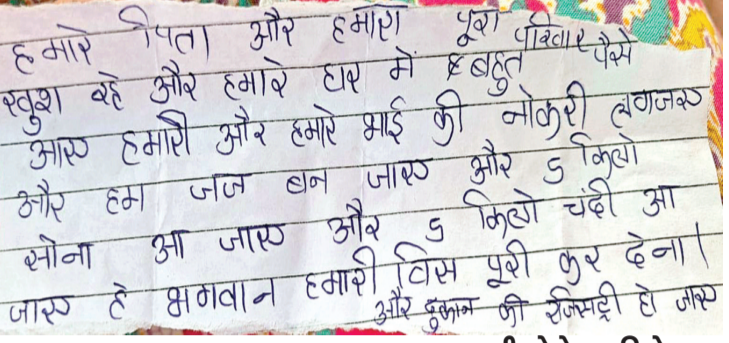 हमारे पिता और हमारा पूरा परिवार
खुश रहे और हमारे घर में बहुत पैसे
आए हमारी और हमारे भाई की नोकरी लगजाए
और हम जज बन जाए और 5 किलो
सोना आ जाए और 5 किलो चंदी आ
जाए हे भगवान हमारी विस पूरी कर देना।
और दुकान की रजिसट्री हो जाए